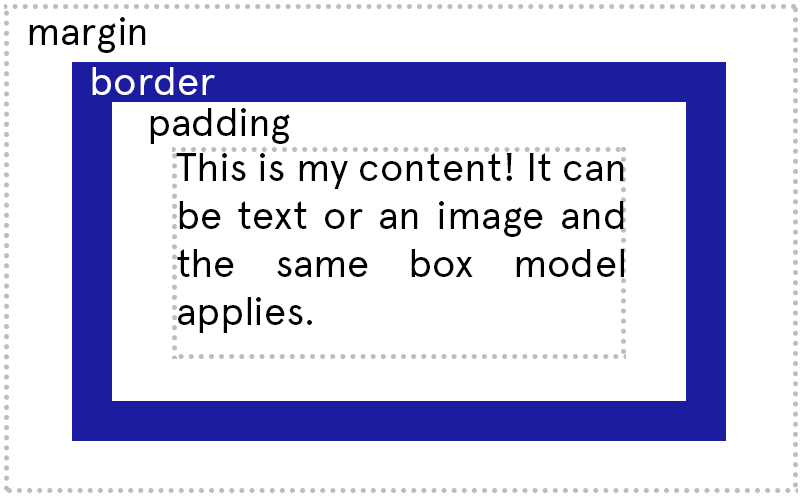 margin
border
padding
This is my content! It can
be text or an image and
the same box model
applies.